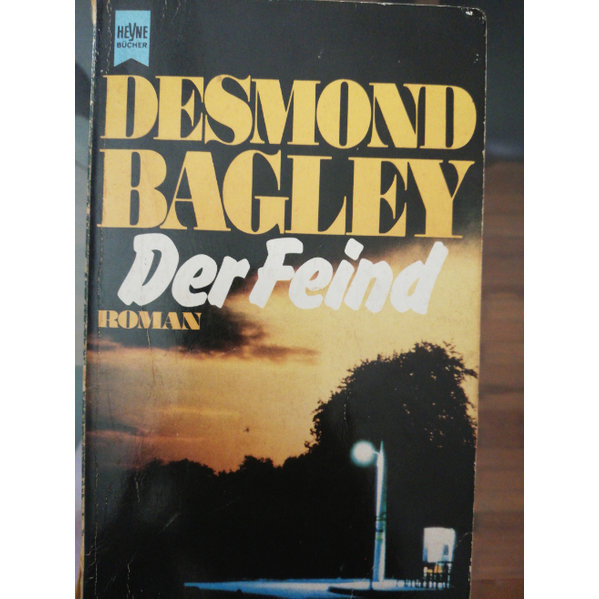 HEYNE
BÜCHER
DESMOND
BAGLEY
Der Feind
ROMAN